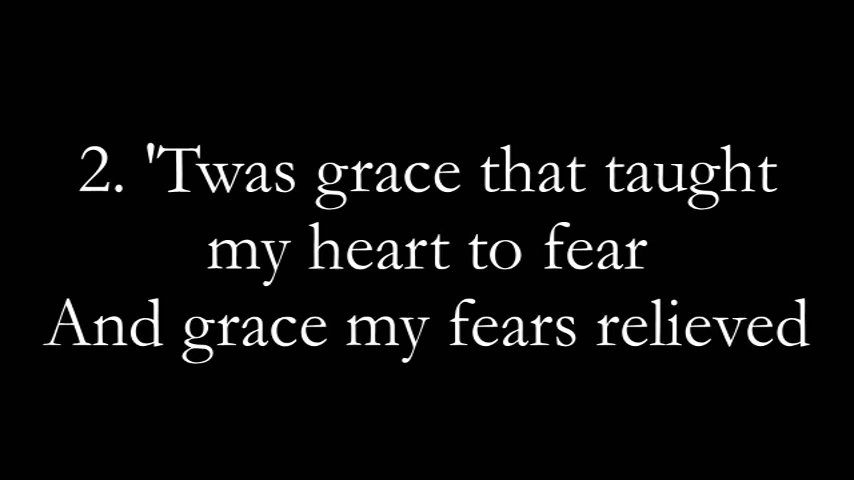 2. 'Twas grace that taught
my heart to fear
And grace my fears relieved